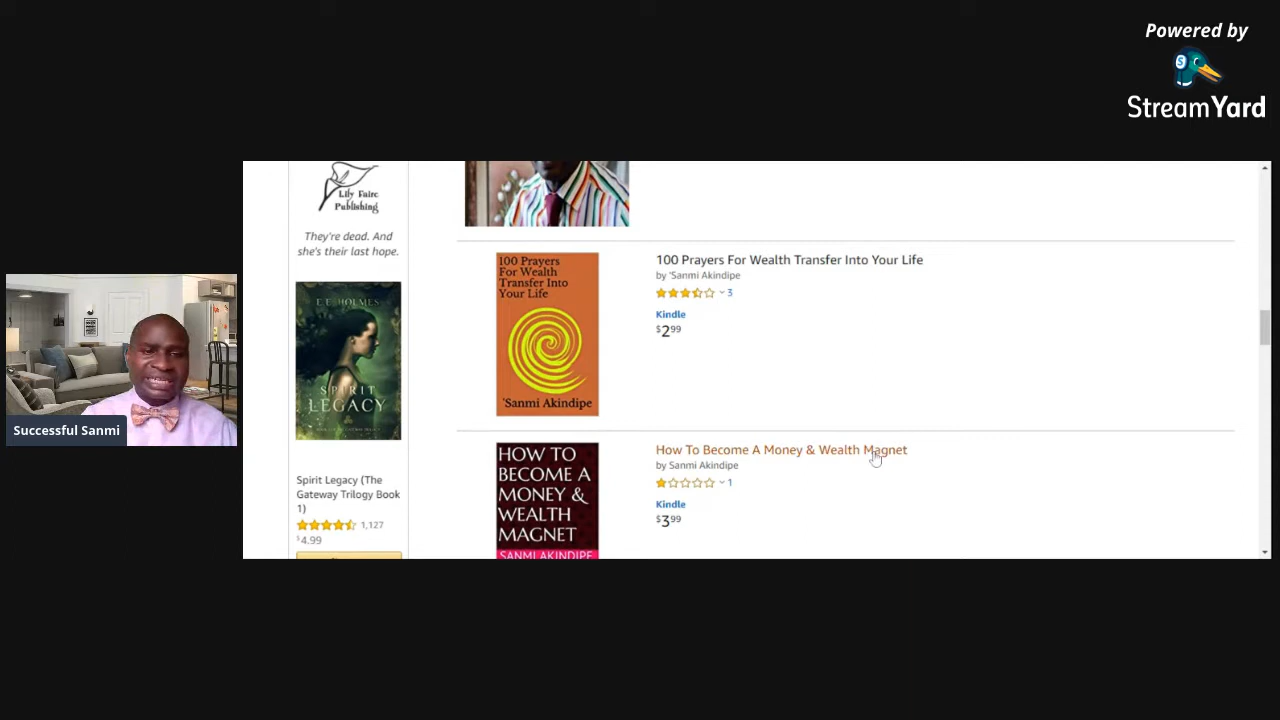 Powered by
StreamYard
Successful Sanmi
Lily Faire
Publishing
They're dead. And
she's their last hope.
E.E. HOLMES
SPIRIT
LEGACY
Spirit Legacy (The
Gateway Trilogy Book
1)
1,127
$4.99
100 Prayers
For Wealth
Transfer Into
Your Life
'Sanmi Akindipe
100 Prayers For Wealth Transfer Into Your Life
by 'Sanmi Akindipe
3
Kindle
$2.99
HOW TO
BECOME A
MONEY &
WEALTH
MAGNET
SANMI AKINDIPE
How To Become A Money & Wealth Magnet
by Sanmi Akindipe
1
Kindle
$3.99